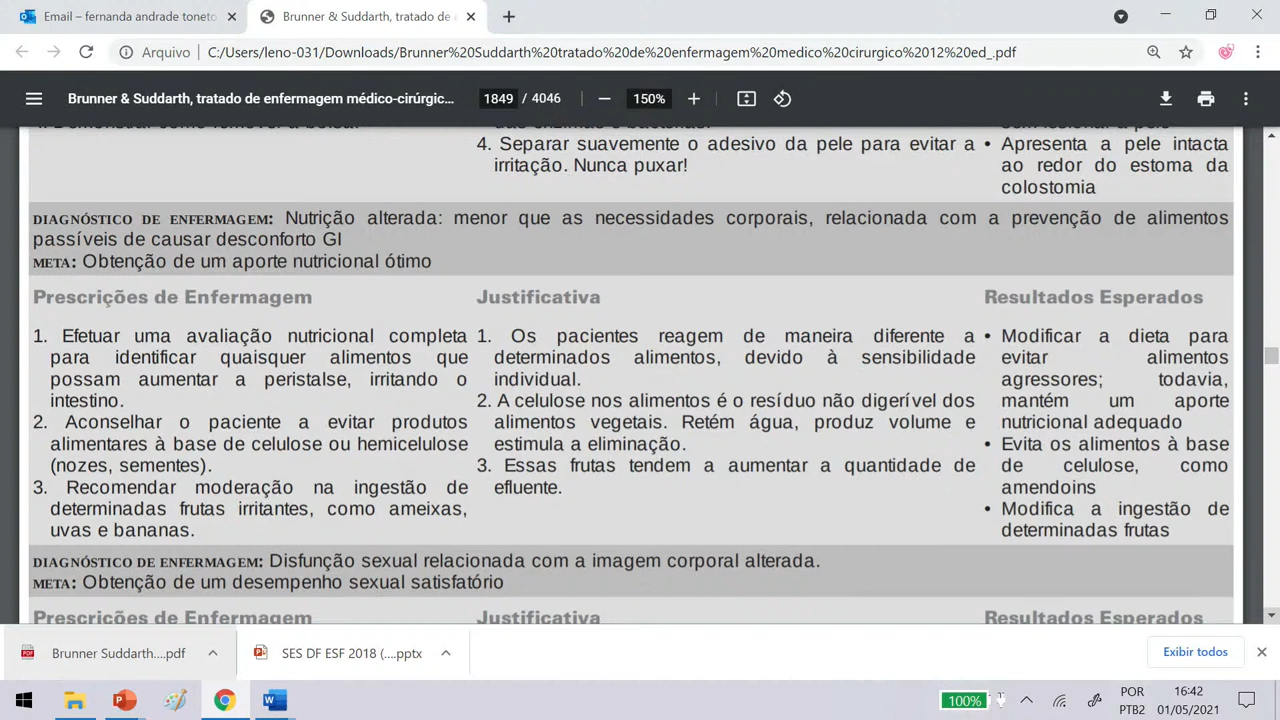 Email – fernanda andrade toneto
Brunner & Suddarth, tratado de e
Arquivo
C:/Users/leno-031/Downloads/Brunner%20Suddarth%20tratado%20de%20enfermagem%20medico%20cirurgico%2012%20ed_.pdf
Brunner & Suddarth, tratado de enfermagem médico-cirúrgic...
1849 / 4046
150%
4. Separar suavemente o adesivo da pele para evitar a
irritação. Nunca puxar!
• Apresenta a pele intacta
ao redor do estoma da
colostomia
DIAGNÓSTICO DE ENFERMAGEM: Nutrição alterada: menor que as necessidades corporais, relacionada com a prevenção de alimentos
passíveis de causar desconforto GI
META: Obtenção de um aporte nutricional ótimo
Prescrições de Enfermagem
1. Efetuar uma avaliação nutricional completa
para identificar quaisquer alimentos que
possam aumentar a peristalse, irritando o
intestino.
2. Aconselhar o paciente a evitar produtos
alimentares à base de celulose ou hemicelulose
(nozes, sementes).
3. Recomendar moderação na ingestão de
determinadas frutas irritantes, como ameixas,
uvas e bananas.
Justificativa
1. Os pacientes reagem de maneira diferente a
determinados alimentos, devido à sensibilidade
individual.
2. A celulose nos alimentos é o resíduo não digerível dos
alimentos vegetais. Retém água, produz volume e
estimula a eliminação.
3. Essas frutas tendem a aumentar a quantidade de
efluente.
Resultados Esperados
• Modificar a dieta para
evitar alimentos
agressores; todavia,
mantém um aporte
nutricional adequado
• Evita os alimentos à base
de celulose, como
amendoins
• Modifica a ingestão de
determinadas frutas
DIAGNÓSTICO DE ENFERMAGEM: Disfunção sexual relacionada com a imagem corporal alterada.
META: Obtenção de um desempenho sexual satisfatório
Prescrições de Enfermagem
Justificativa
Resultados Esperados
Brunner Suddarth....pdf
SES DF ESF 2018 (....pptx
Exibir todos
100%
POR
PTB2
16:42
01/05/2021